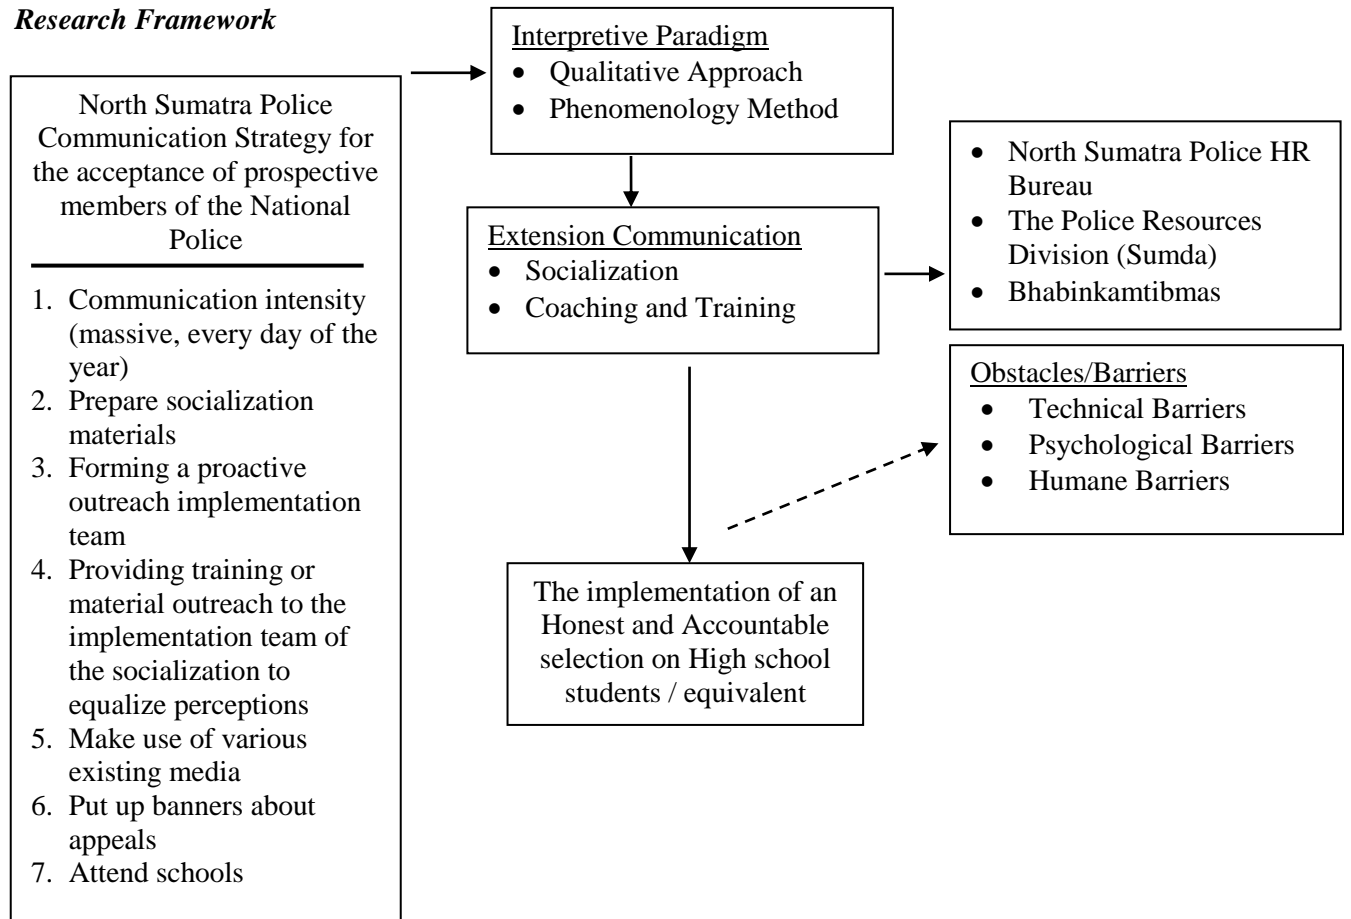 Research Framework
North Sumatra Police
Communication Strategy for
the acceptance of prospective
members of the National
Police
1. Communication intensity
(massive, every day of the
year)
2. Prepare socialization
materials
3. Forming a proactive
outreach implementation
team
4. Providing training or
material outreach to the
implementation team of
the socialization to
equalize perceptions
5. Make use of various
existing media
6. Put up banners about
appeals
7. Attend schools
Interpretive Paradigm
• Qualitative Approach
• Phenomenology Method
Extension Communication
• Socialization
• Coaching and Training
• North Sumatra Police HR
Bureau
• The Police Resources
Division (Sumda)
• Bhabinkamtibmas
Obstacles/Barriers
• Technical Barriers
• Psychological Barriers
• Humane Barriers
The implementation of an
Honest and Accountable
selection on High school
students / equivalent